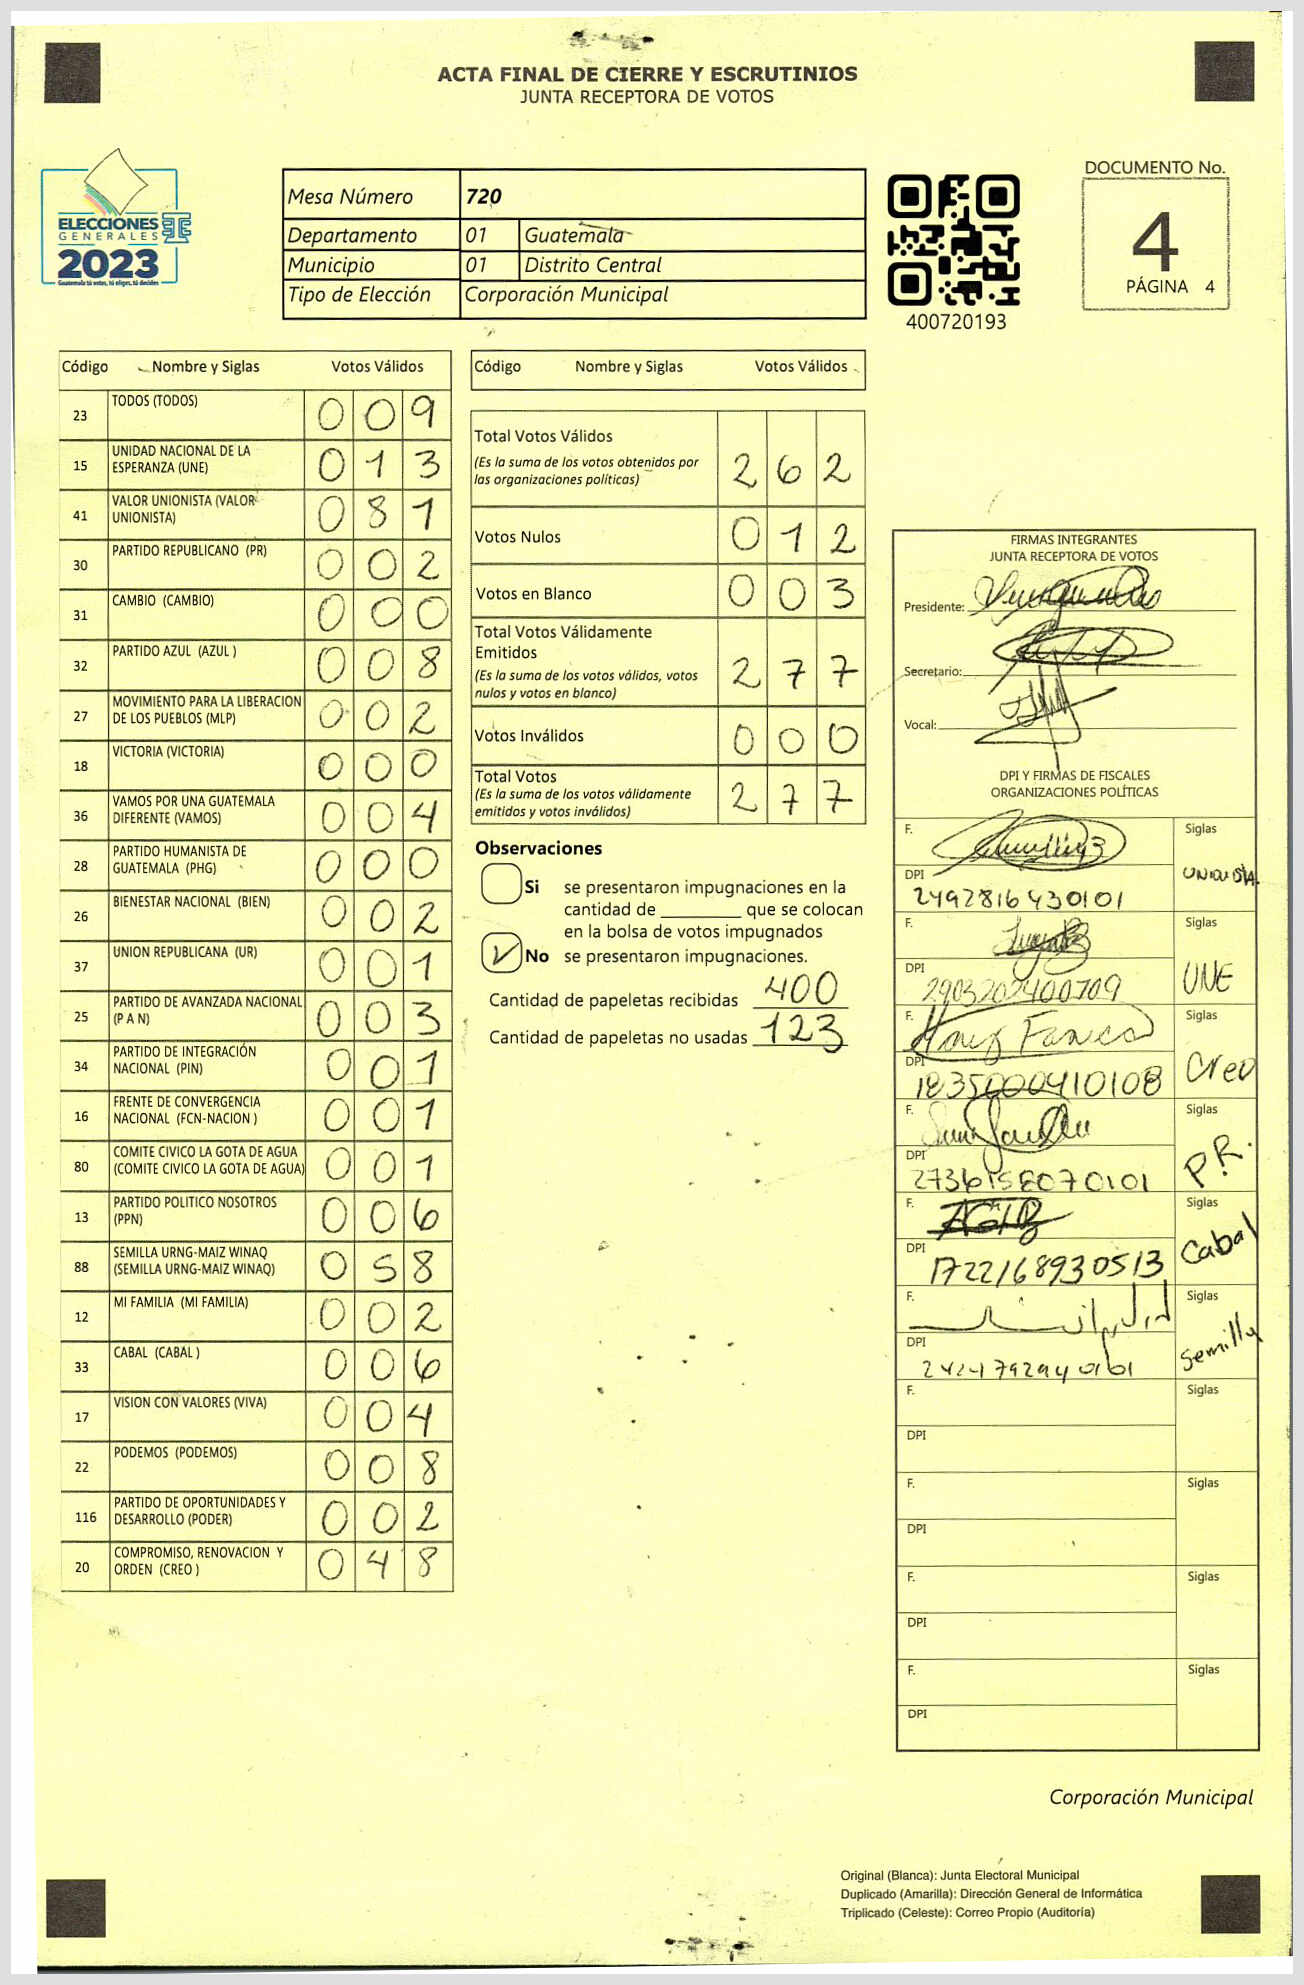 ACTA FINAL DE CIERRE Y ESCRUTINIOS
JUNTA RECEPTORA DE VOTOS
ELECCIONES
GENERALES
2023
Guatemala tú votas, tú eliges, tú decides
Mesa Número 720
Departamento 01 Guatemala
Municipio 01 Distrito Central
Tipo de Elección Corporación Municipal
400720193
DOCUMENTO No.
4
PÁGINA 4
Código Nombre y Siglas Votos Válidos
23 TODOS (TODOS) 0 0 9
15 UNIDAD NACIONAL DE LA ESPERANZA (UNE) 0 1 3
41 VALOR UNIONISTA (VALOR UNIONISTA) 0 8 1
30 PARTIDO REPUBLICANO (PR) 0 0 2
31 CAMBIO (CAMBIO) 0 0 0
32 PARTIDO AZUL (AZUL ) 0 0 8
27 MOVIMIENTO PARA LA LIBERACION DE LOS PUEBLOS (MLP) 0 0 2
18 VICTORIA (VICTORIA) 0 0 0
36 VAMOS POR UNA GUATEMALA DIFERENTE (VAMOS) 0 0 4
28 PARTIDO HUMANISTA DE GUATEMALA (PHG) 0 0 0
26 BIENESTAR NACIONAL (BIEN) 0 0 2
37 UNION REPUBLICANA (UR) 0 0 1
25 PARTIDO DE AVANZADA NACIONAL (P A N) 0 0 3
34 PARTIDO DE INTEGRACIÓN NACIONAL (PIN) 0 0 1
16 FRENTE DE CONVERGENCIA NACIONAL (FCN-NACION ) 0 0 1
80 COMITE CIVICO LA GOTA DE AGUA (COMITE CIVICO LA GOTA DE AGUA) 0 0 1
13 PARTIDO POLITICO NOSOTROS (PPN) 0 0 6
88 SEMILLA URNG-MAIZ WINAQ (SEMILLA URNG-MAIZ WINAQ) 0 5 8
12 MI FAMILIA (MI FAMILIA) 0 0 2
33 CABAL (CABAL ) 0 0 6
17 VISION CON VALORES (VIVA) 0 0 4
22 PODEMOS (PODEMOS) 0 0 8
116 PARTIDO DE OPORTUNIDADES Y DESARROLLO (PODER) 0 0 2
20 COMPROMISO, RENOVACION Y ORDEN (CREO ) 0 4 8
Código Nombre y Siglas Votos Válidos
Total Votos Válidos
(Es la suma de los votos obtenidos por
las organizaciones políticas) 2 6 2
Votos Nulos 0 1 2
Votos en Blanco 0 0 3
Total Votos Válidamente
Emitidos
(Es la suma de los votos válidos, votos
nulos y votos en blanco) 2 7 7
Votos Inválidos 0 0 0
Total Votos
(Es la suma de los votos válidamente
emitidos y votos inválidos) 2 7 7
Observaciones
Si se presentaron impugnaciones en la
cantidad de ________ que se colocan
en la bolsa de votos impugnados
No se presentaron impugnaciones.
Cantidad de papeletas recibidas 400
Cantidad de papeletas no usadas 123
FIRMAS INTEGRANTES
JUNTA RECEPTORA DE VOTOS
Presidente:
Secretario:
Vocal:
DPI Y FIRMAS DE FISCALES
ORGANIZACIONES POLÍTICAS
F. Siglas
DPI 2492816430101 UNIONISTA.
F. Siglas
DPI 2903202400709 UNE
F. Siglas
DPI 1835000410108 Creo
F. Siglas
DPI 2736158070101 P.R.
F. Siglas
DPI 1722168930513 Cabal
F. Siglas
DPI Semilla
F. Siglas
DPI
F. Siglas
DPI
F. Siglas
DPI
F. Siglas
DPI
Corporación Municipal
Original (Blanca): Junta Electoral Municipal
Duplicado (Amarilla): Dirección General de Informática
Triplicado (Celeste): Correo Propio (Auditoría)